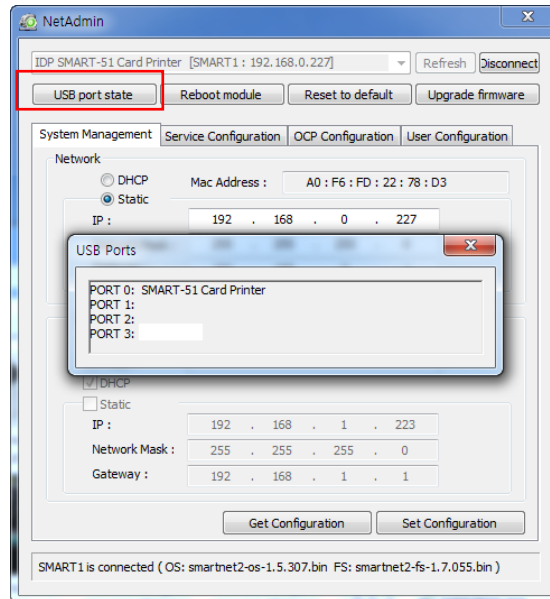 NetAdmin
IDP SMART-51 Card Printer [SMART1 : 192.168.0.227] Refresh Disconnect
USB port state Reboot module Reset to default Upgrade firmware
System Management Service Configuration OCP Configuration User Configuration
Network
DHCP Mac Address : A0 : F6 : FD : 22 : 78 : D3
Static
IP : 192 . 168 . 0 . 227
USB Ports
PORT 0: SMART-51 Card Printer
PORT 1:
PORT 2:
PORT 3:
DHCP
Static
IP : 192 . 168 . 1 . 223
Network Mask : 255 . 255 . 255 . 0
Gateway : 192 . 168 . 1 . 1
Get Configuration Set Configuration
SMART1 is connected ( OS: smartnet2-os-1.5.307.bin FS: smartnet2-fs-1.7.055.bin )